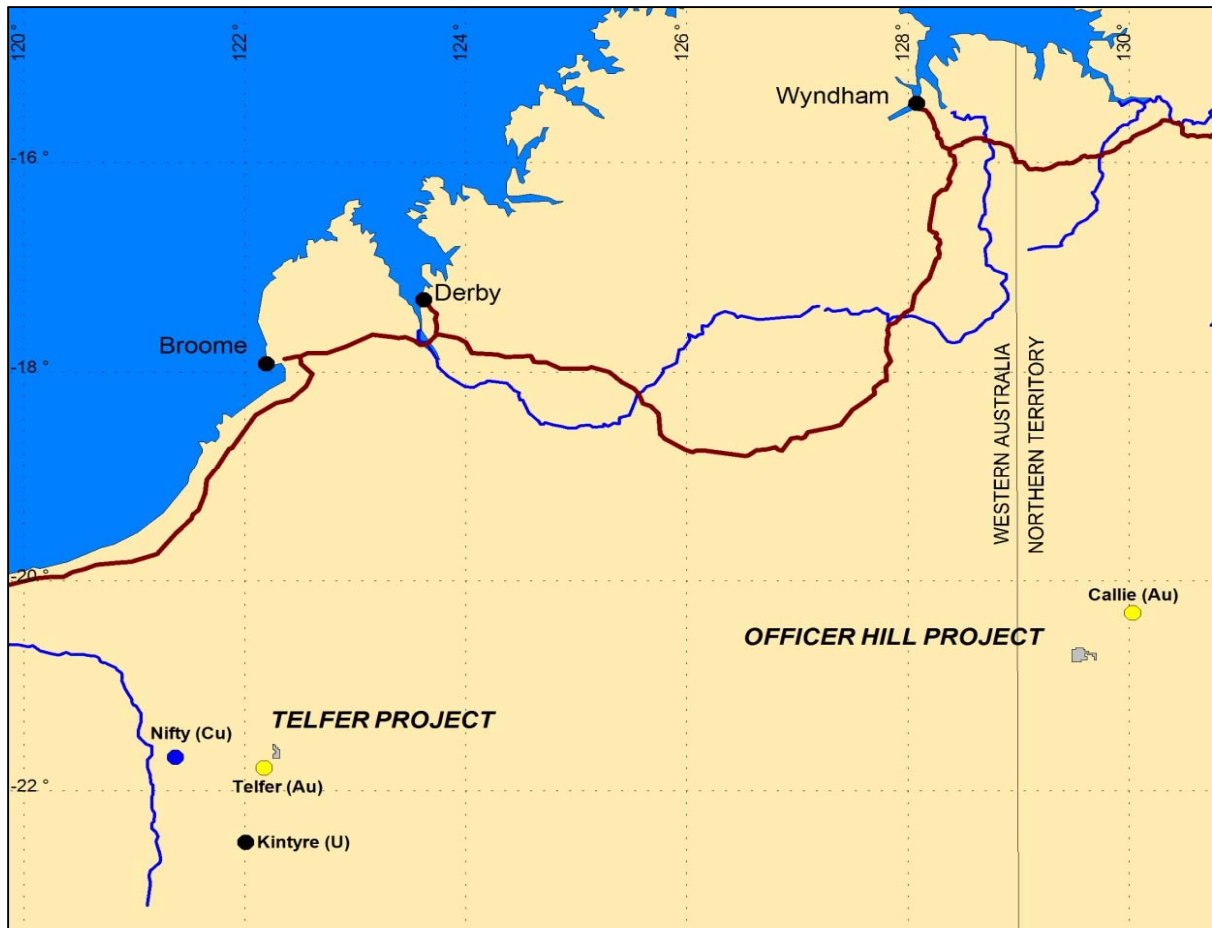 120 °
122 °
124 °
126 °
128 °
130 °
Wyndham
-16 °
Derby
Broome
-18 °
WESTERN AUSTRALIA
NORTHERN TERRITORY
-20 °
Callie (Au)
OFFICER HILL PROJECT
TELFER PROJECT
Nifty (Cu)
Telfer (Au)
-22 °
Kintyre (U)